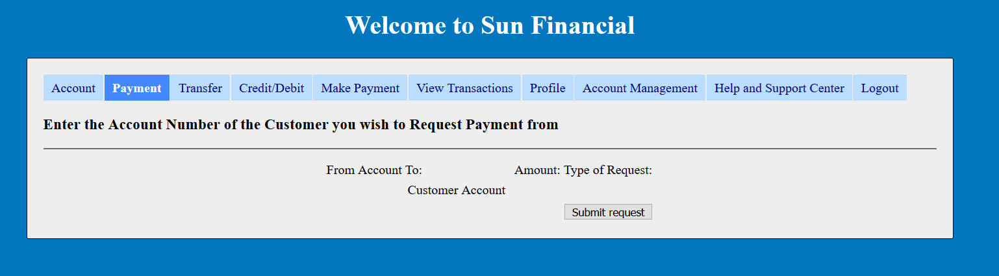 Welcome to Sun Financial
Account Payment Transfer Credit/Debit Make Payment View Transactions Profile Account Management Help and Support Center Logout
Enter the Account Number of the Customer you wish to Request Payment from
From Account To: Amount: Type of Request:
Customer Account
Submit request